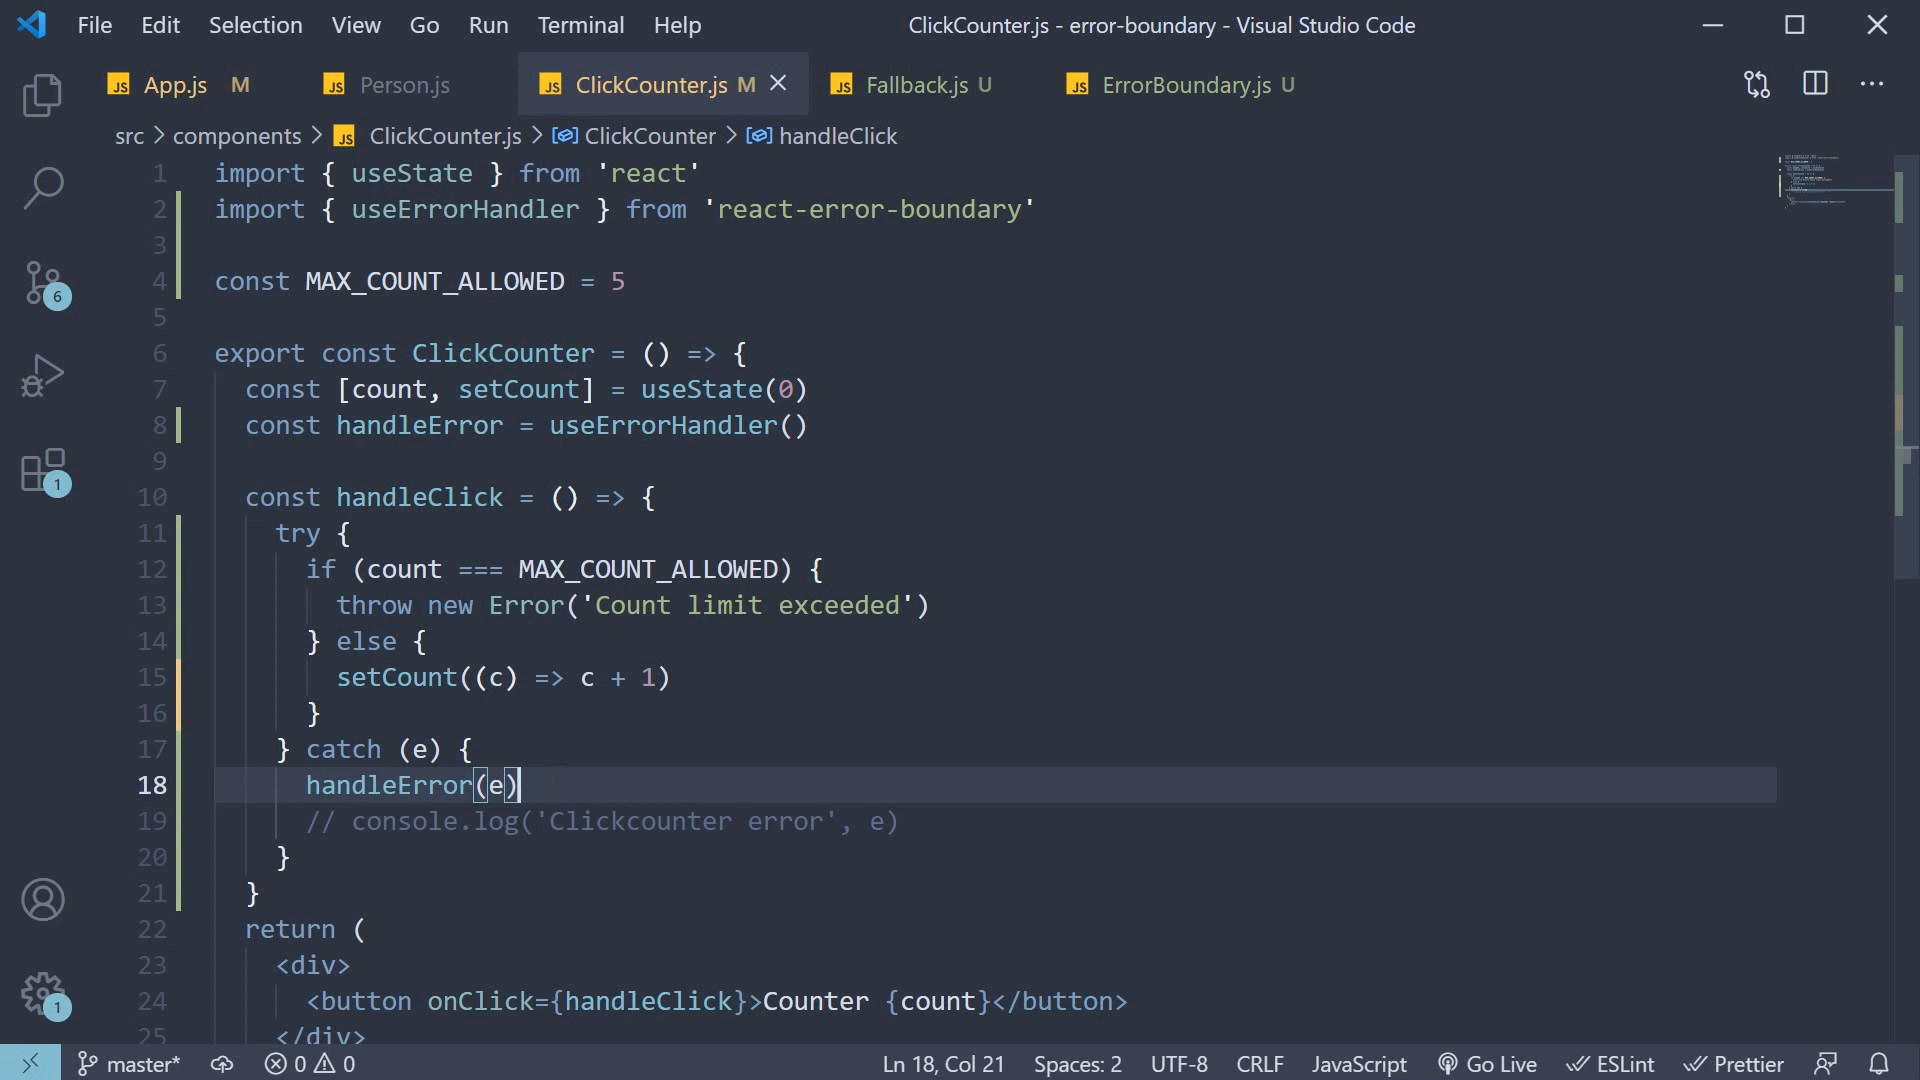 File Edit Selection View Go Run Terminal Help ClickCounter.js - error-boundary - Visual Studio Code
JS App.js M JS Person.js JS ClickCounter.js M JS Fallback.js U JS ErrorBoundary.js U
src > components > JS ClickCounter.js > ClickCounter > handleClick
1 import { useState } from 'react'
2 import { useErrorHandler } from 'react-error-boundary'
3
4 const MAX_COUNT_ALLOWED = 5
5
6 export const ClickCounter = () => {
7 const [count, setCount] = useState(0)
8 const handleError = useErrorHandler()
9
10 const handleClick = () => {
11 try {
12 if (count === MAX_COUNT_ALLOWED) {
13 throw new Error('Count limit exceeded')
14 } else {
15 setCount((c) => c + 1)
16 }
17 } catch (e) {
18 handleError(e)
19 // console.log('Clickcounter error', e)
20 }
21 }
22 return (
23 <div>
24 <button onClick={handleClick}>Counter {count}</button>
25 </div>
6
1
1
master* 0 0 Ln 18, Col 21 Spaces: 2 UTF-8 CRLF JavaScript Go Live ESLint Prettier